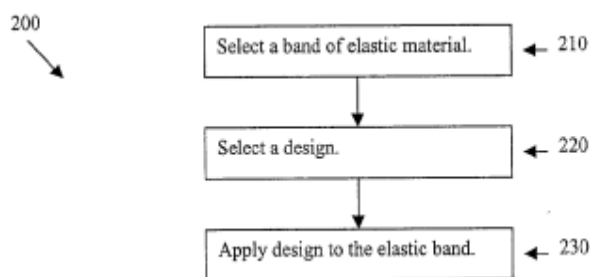 200
Select a band of elastic material.
210
Select a design.
220
Apply design to the elastic band.
230